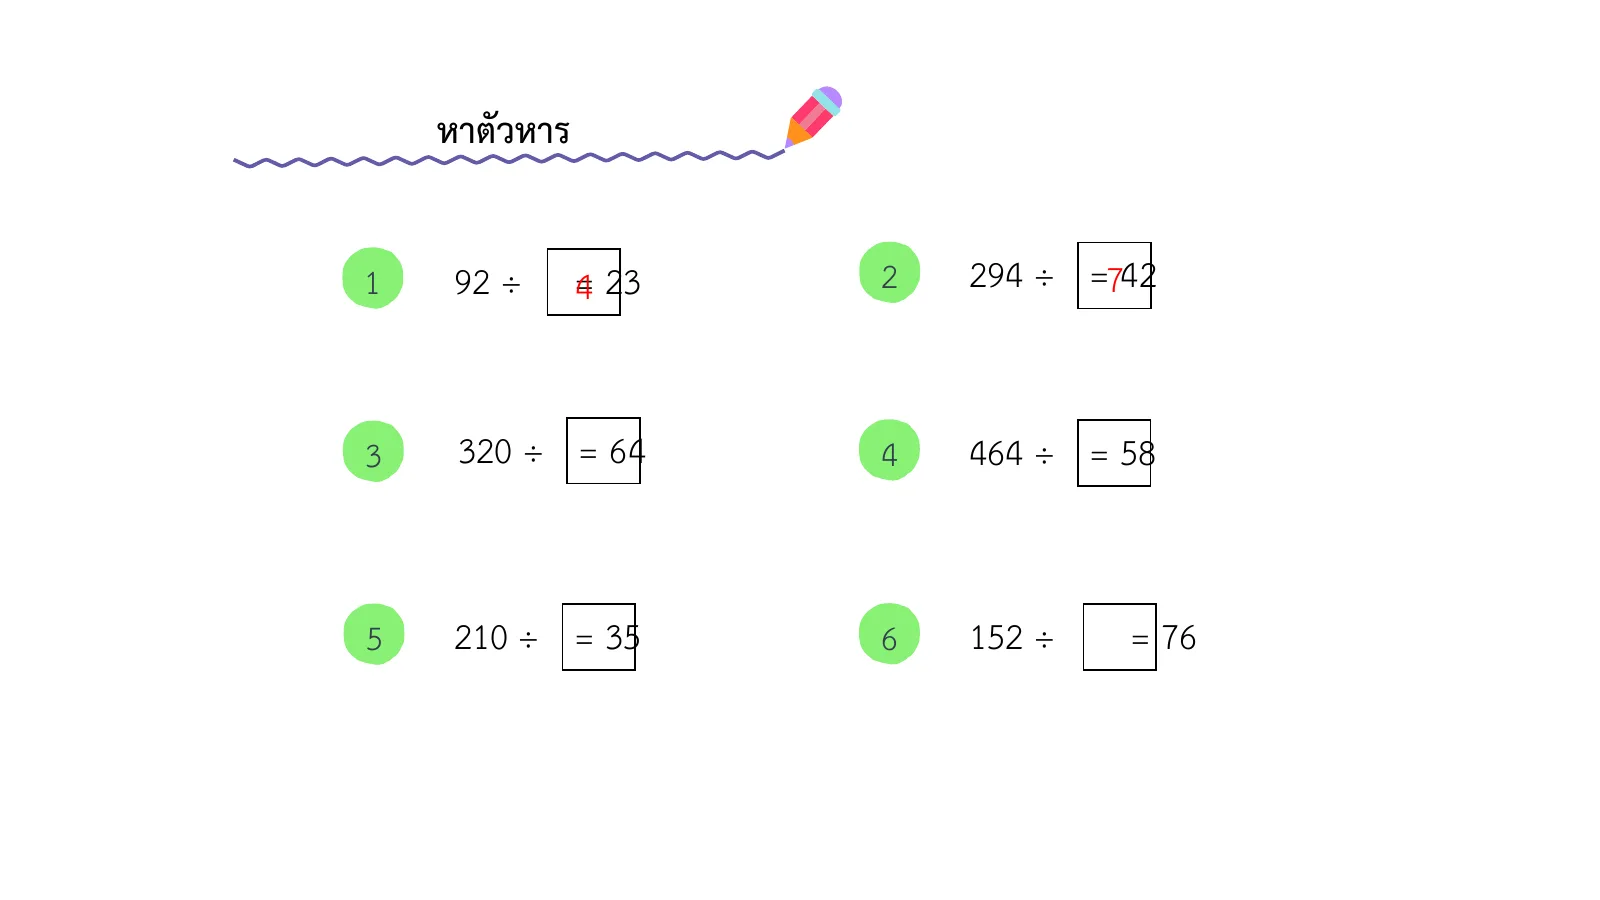 หาตัวหาร
1 92 ÷ 4 = 23
2 294 ÷ 7 = 42
3 320 ÷ = 64
4 464 ÷ = 58
5 210 ÷ = 35
6 152 ÷ = 76